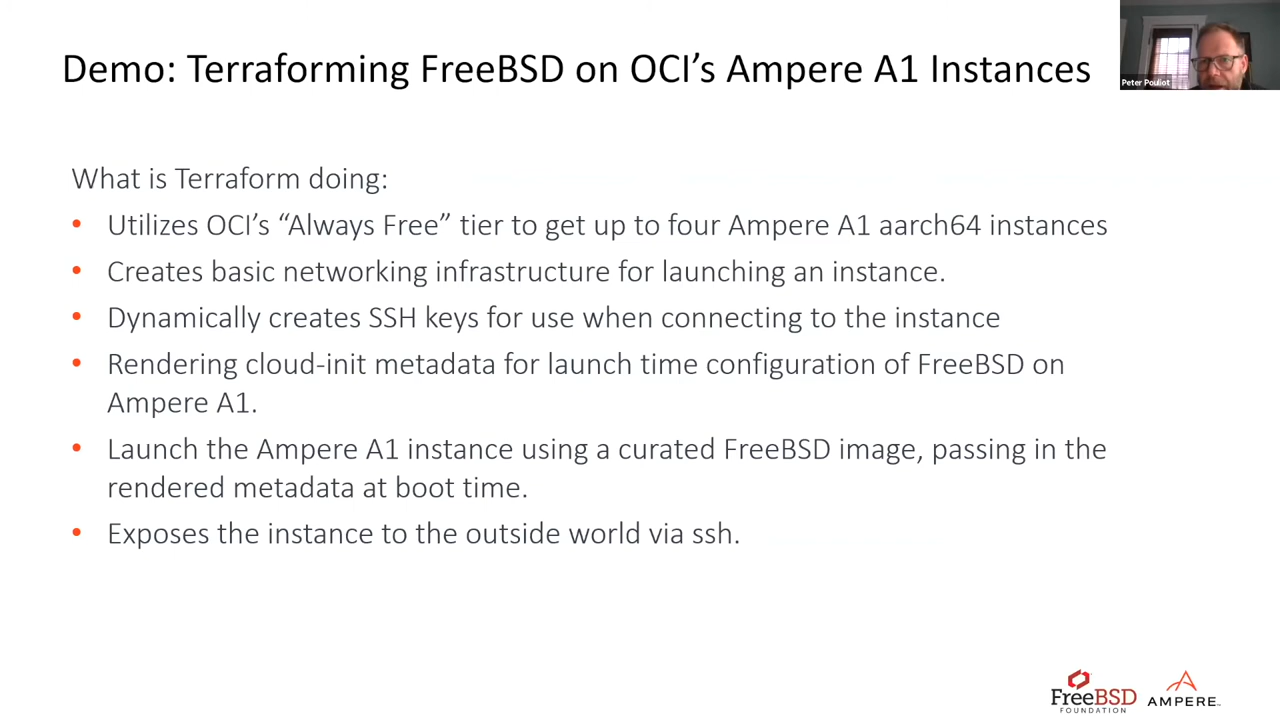 Demo: Terraforming FreeBSD on OCI’s Ampere A1 Instances
Peter Pouliot
What is Terraform doing:
• Utilizes OCI’s “Always Free” tier to get up to four Ampere A1 aarch64 instances
• Creates basic networking infrastructure for launching an instance.
• Dynamically creates SSH keys for use when connecting to the instance
• Rendering cloud-init metadata for launch time configuration of FreeBSD on
Ampere A1.
• Launch the Ampere A1 instance using a curated FreeBSD image, passing in the
rendered metadata at boot time.
• Exposes the instance to the outside world via ssh.
FreeBSD
FOUNDATION
AMPERE